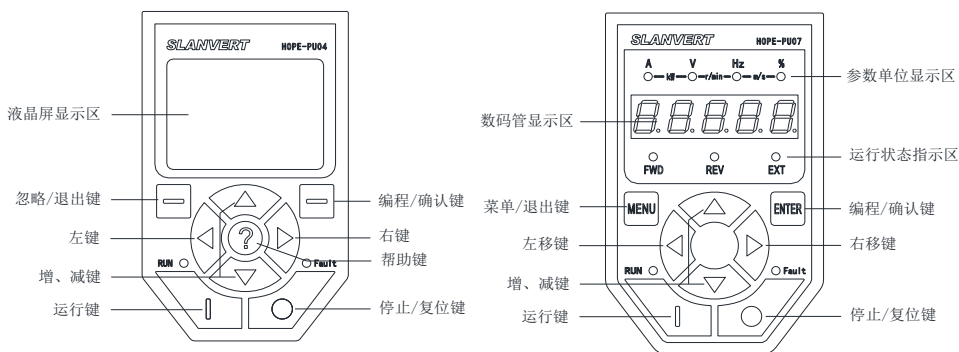 SLANVERT HOPE-PU04
液晶屏显示区
忽略/退出键
编程/确认键
左键
?
右键
帮助键
RUN
Fault
增、减键
运行键
停止/复位键
SLANVERT HOPE-PU07
A V Hz %
kW r/min m/s
参数单位显示区
数码管显示区
8.8.8.8.8.
运行状态指示区
FWD REV EXT
菜单/退出键
MENU
ENTER
编程/确认键
左移键
右移键
RUN
Fault
增、减键
运行键
停止/复位键